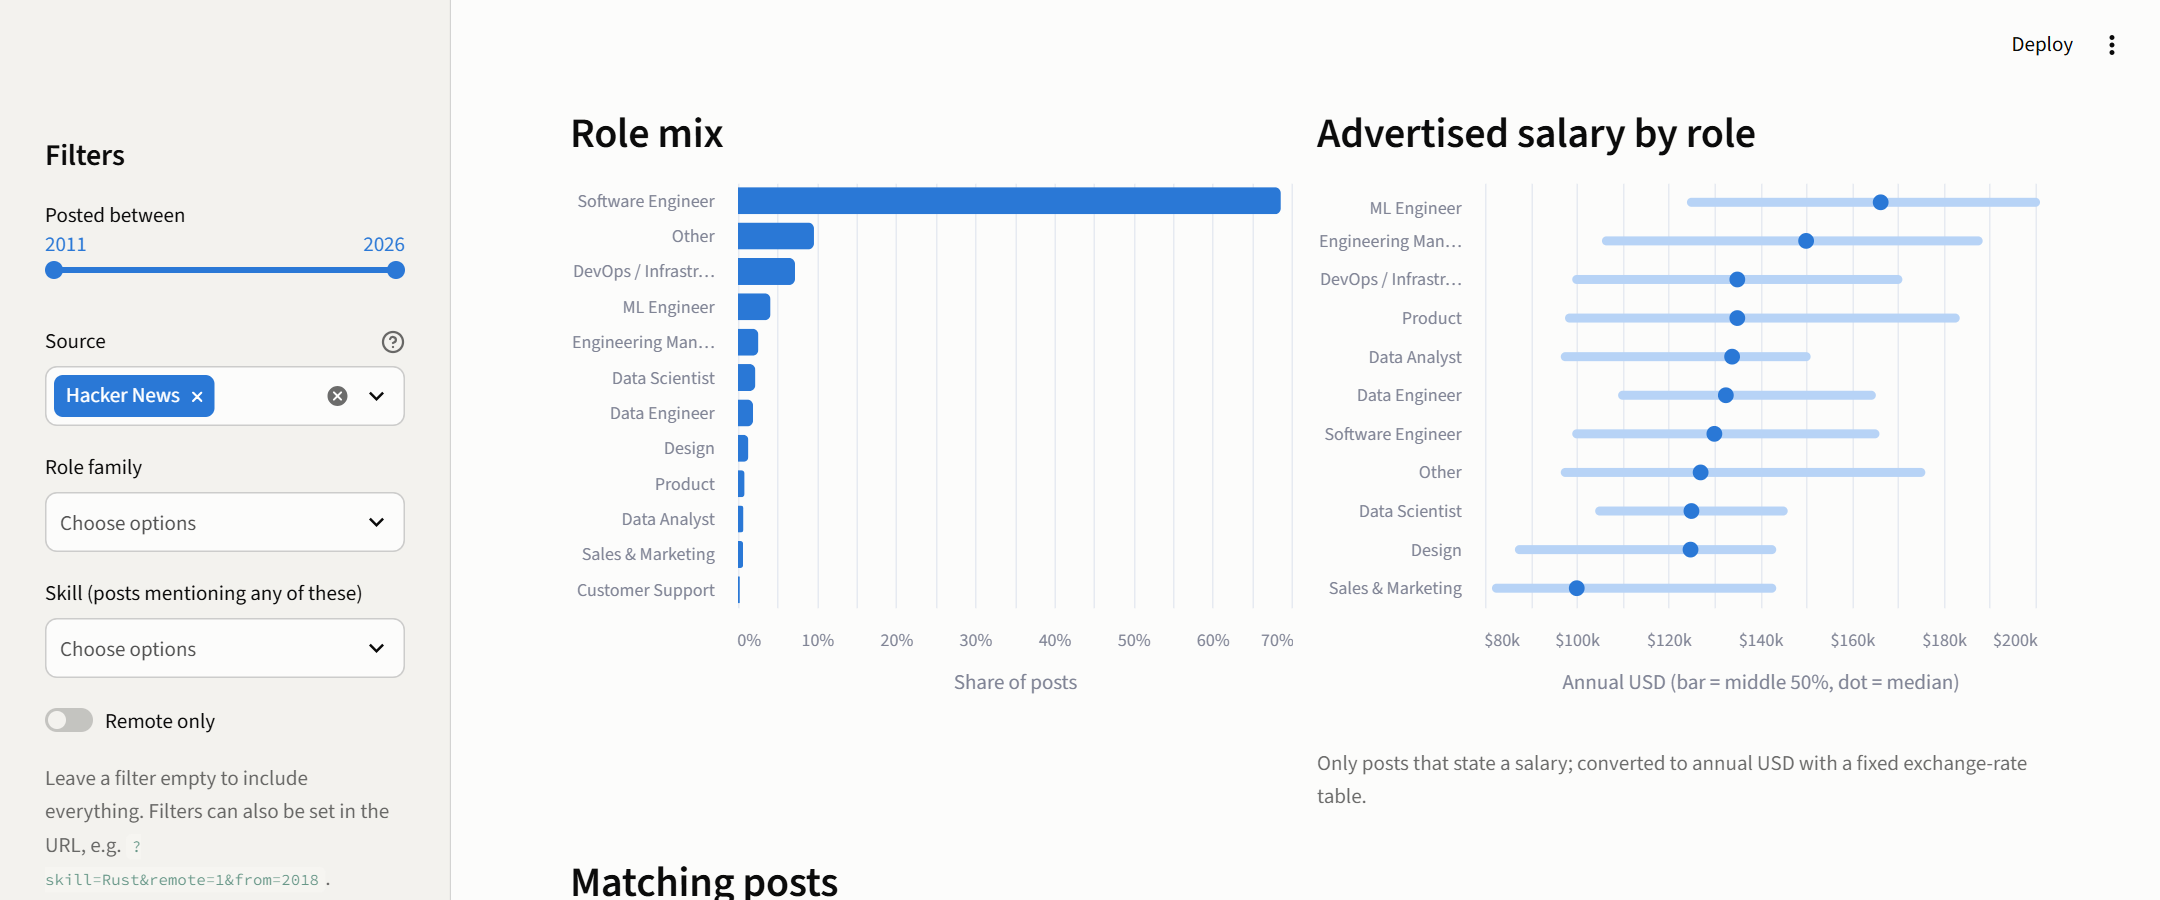 Deploy
Filters
Posted between
2011 2026
Source
Hacker News ×
Role family
Choose options
Skill (posts mentioning any of these)
Choose options
Remote only
Leave a filter empty to include
everything. Filters can also be set in the
URL, e.g. ?
skill=Rust&remote=1&from=2018.
Role mix
Software Engineer
Other
DevOps / Infrastr…
ML Engineer
Engineering Man…
Data Scientist
Data Engineer
Design
Product
Data Analyst
Sales & Marketing
Customer Support
0% 10% 20% 30% 40% 50% 60% 70%
Share of posts
Advertised salary by role
ML Engineer
Engineering Man…
DevOps / Infrastr…
Product
Data Analyst
Data Engineer
Software Engineer
Other
Data Scientist
Design
Sales & Marketing
$80k $100k $120k $140k $160k $180k $200k
Annual USD (bar = middle 50%, dot = median)
Only posts that state a salary; converted to annual USD with a fixed exchange-rate
table.
Matching posts